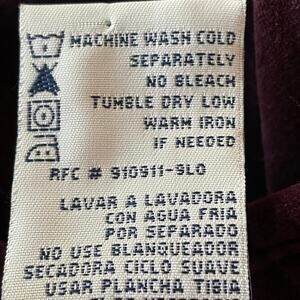 MACHINE WASH COLD
SEPARATELY
NO BLEACH
TUMBLE DRY LOW
WARM IRON
IF NEEDED
RFC # 910911-9L0
LAVAR A LAVADORA
CON AGUA FRIA
POR SEPARADO
NO USE BLANQUEADOR
SECADORA CICLO SUAVE
USAR PLANCHA TIBIA